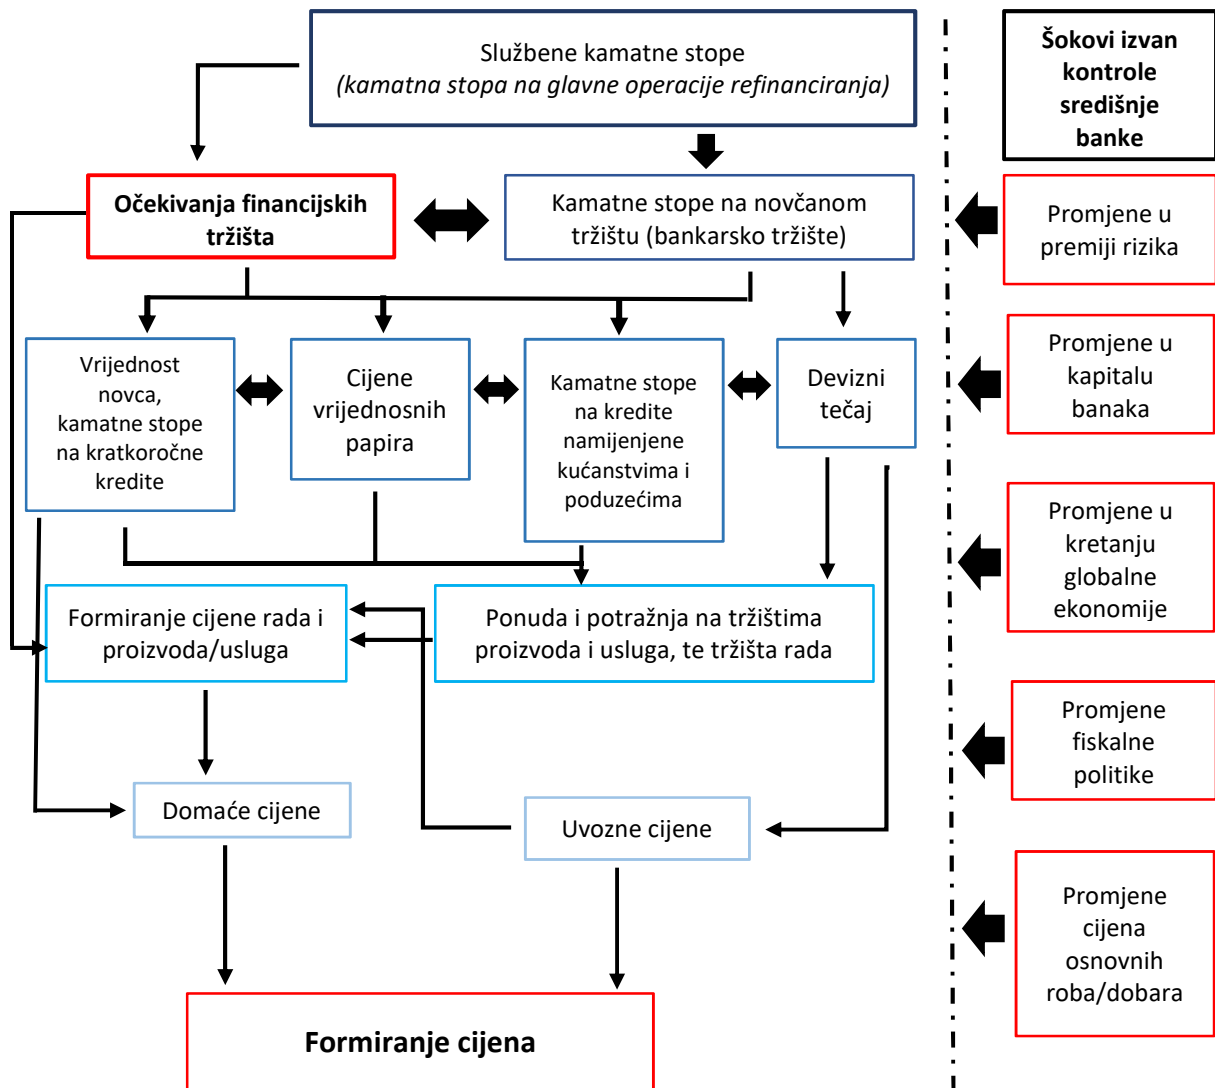 Službene kamatne stope
(kamatna stopa na glavne operacije refinanciranja)
Šokovi izvan
kontrole
središnje
banke
Očekivanja financijskih
tržišta
Kamatne stope na novčanom
tržištu (bankarsko tržište)
Promjene u
premiji rizika
Vrijednost
novca,
kamatne stope
na kratkoročne
kredite
Cijene
vrijednosnih
papira
Kamatne stope
na kredite
namijenjene
kućanstvima i
poduzećima
Devizni
tečaj
Promjene u
kapitalu
banaka
Promjene u
kretanju
globalne
ekonomije
Formiranje cijene rada i
proizvoda/usluga
Ponuda i potražnja na tržištima
proizvoda i usluga, te tržišta rada
Promjene
fiskalne
politike
Domaće cijene
Uvozne cijene
Promjene
cijena
osnovnih
roba/dobara
Formiranje cijena